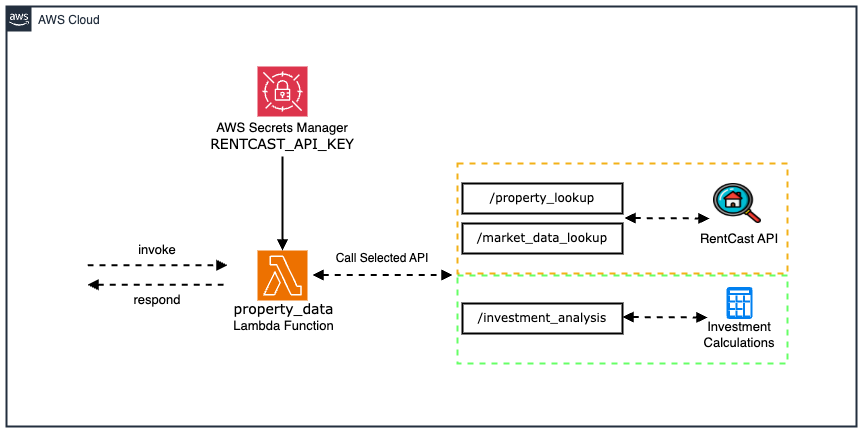 aws
AWS Cloud
AWS Secrets Manager
RENTCAST_API_KEY
invoke
respond
property_data
Lambda Function
Call Selected API
/property_lookup
/market_data_lookup
RentCast API
/investment_analysis
Investment
Calculations